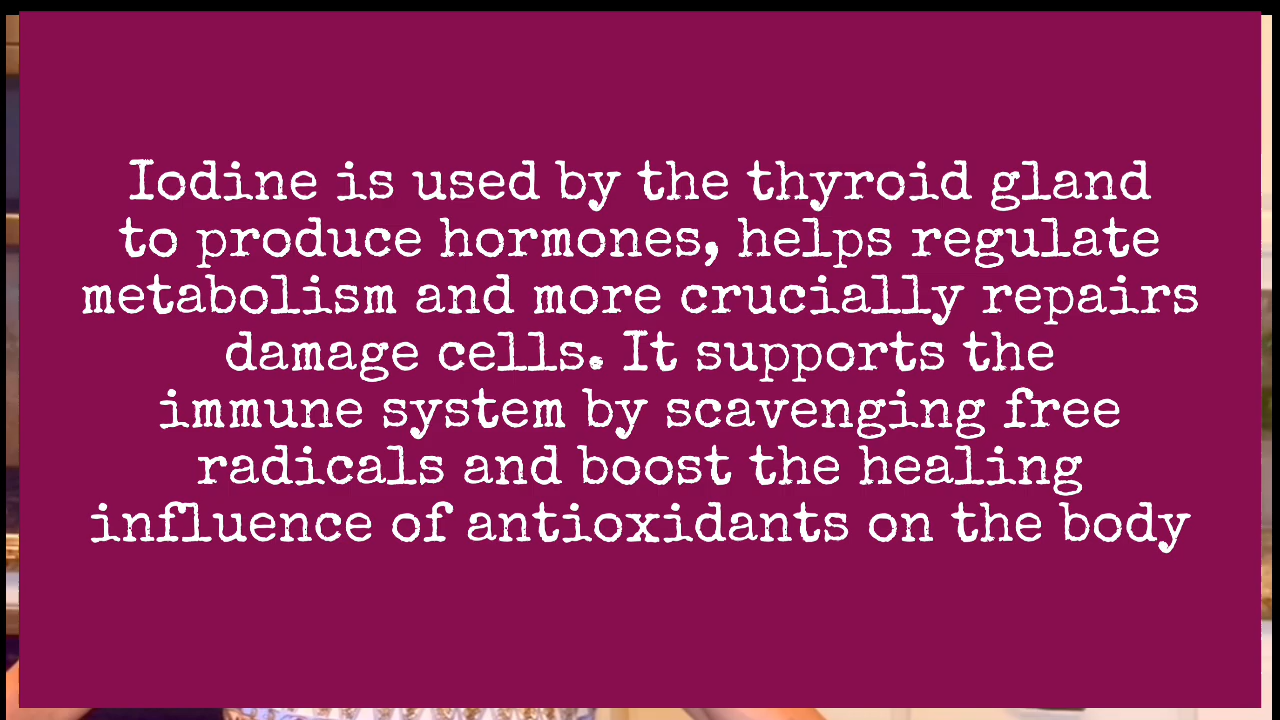 Iodine is used by the thyroid gland
to produce hormones, helps regulate
metabolism and more crucially repairs
damage cells. It supports the
immune system by scavenging free
radicals and boost the healing
influence of antioxidants on the body